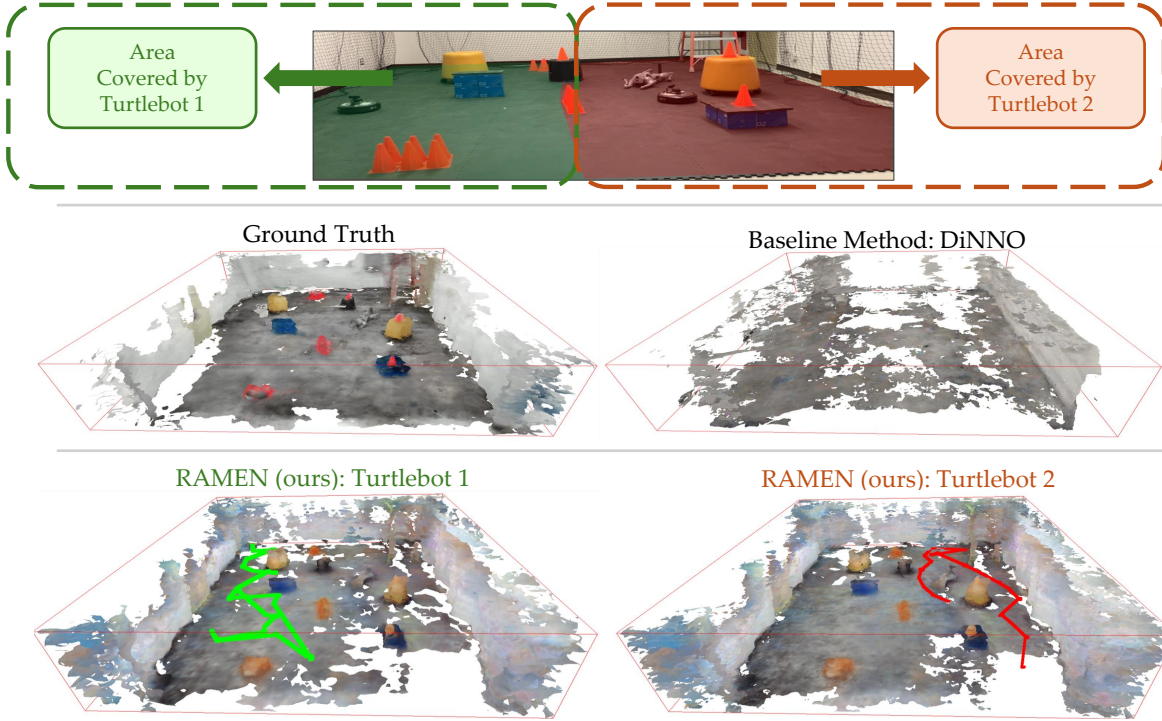 Area
Covered by
Turtlebot 1
Area
Covered by
Turtlebot 2
Ground Truth
Baseline Method: DiNNO
RAMEN (ours): Turtlebot 1
RAMEN (ours): Turtlebot 2